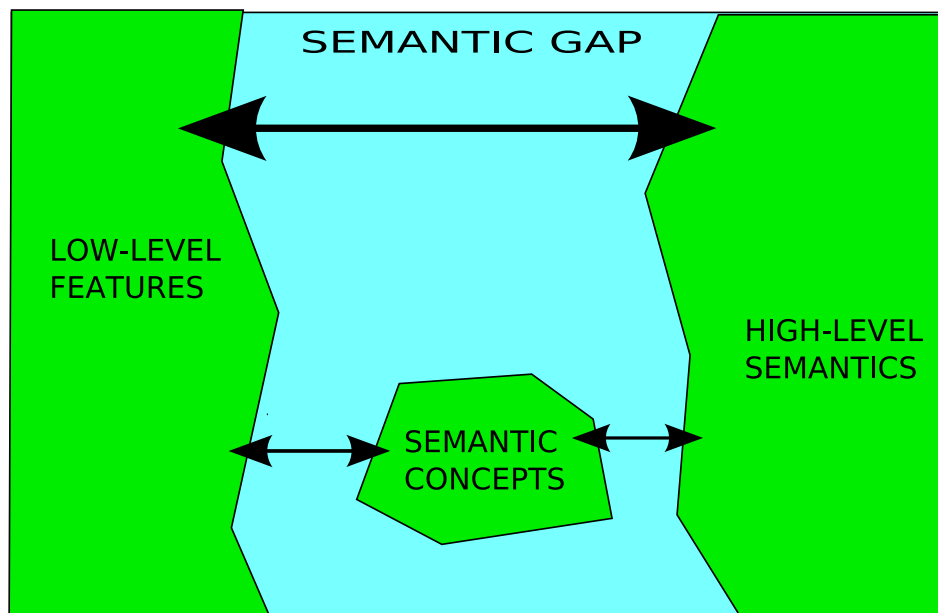 SEMANTIC GAP
LOW-LEVEL
FEATURES
HIGH-LEVEL
SEMANTICS
SEMANTIC
CONCEPTS